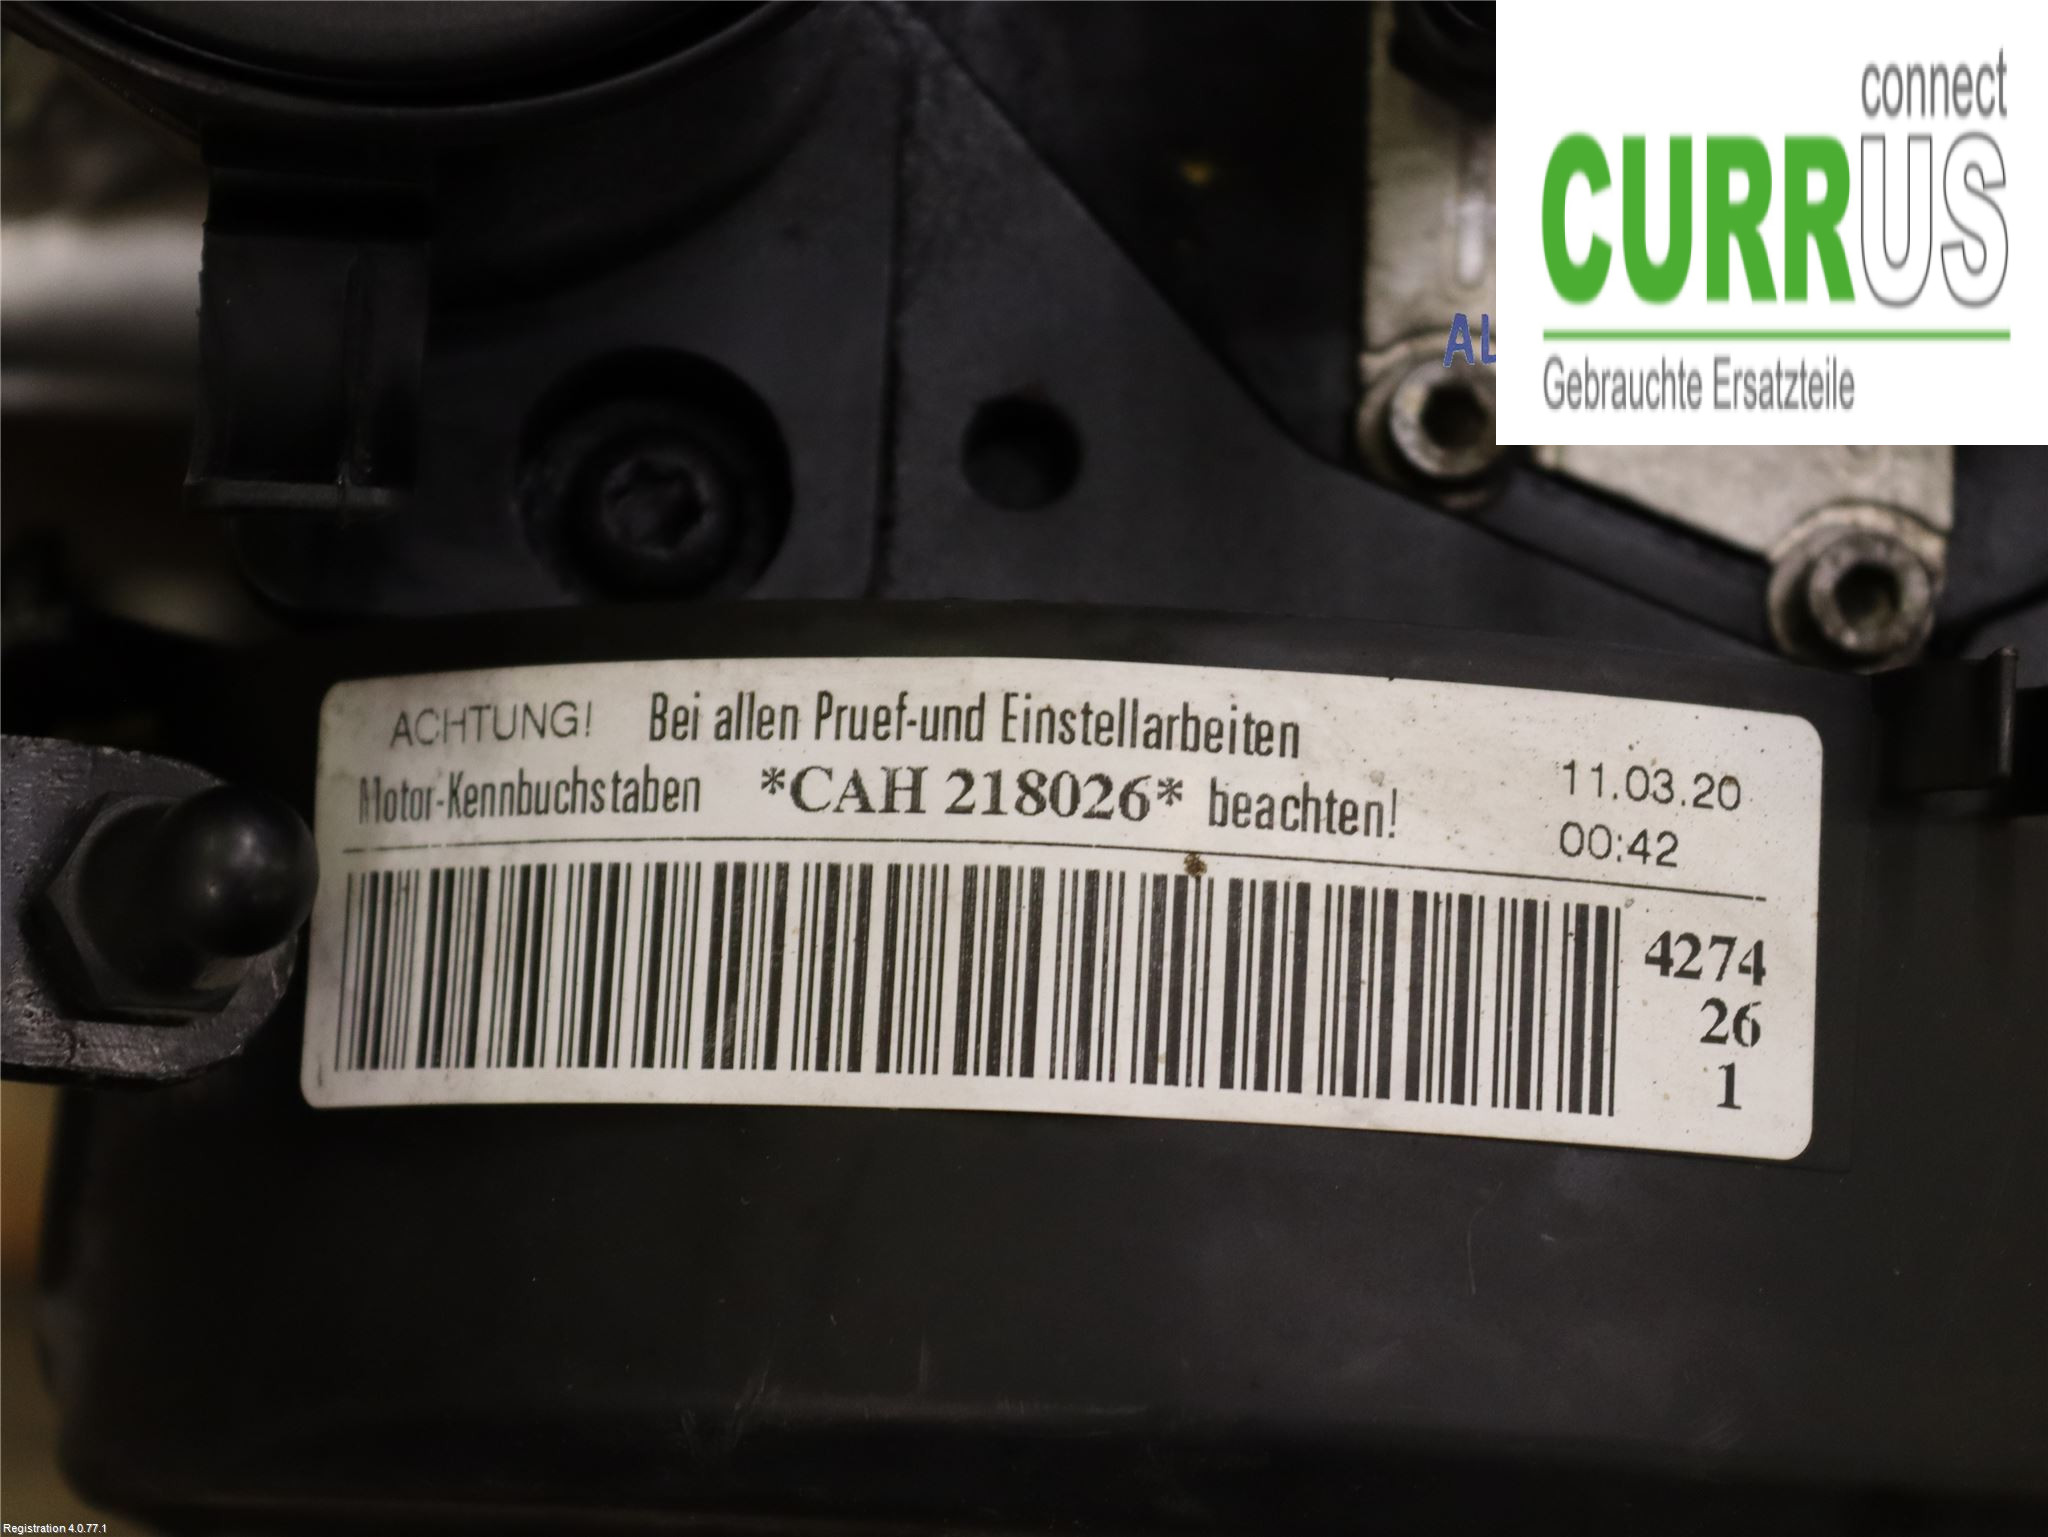 connect
CURRUS
Gebrauchte Ersatzteile
AL
ACHTUNG! Bei allen Pruef-und Einstellarbeiten
Motor-Kennbuchstaben *CAH 218026* beachten!
11.03.20
00:42
4274
26
1
Registration 4.0.77.1